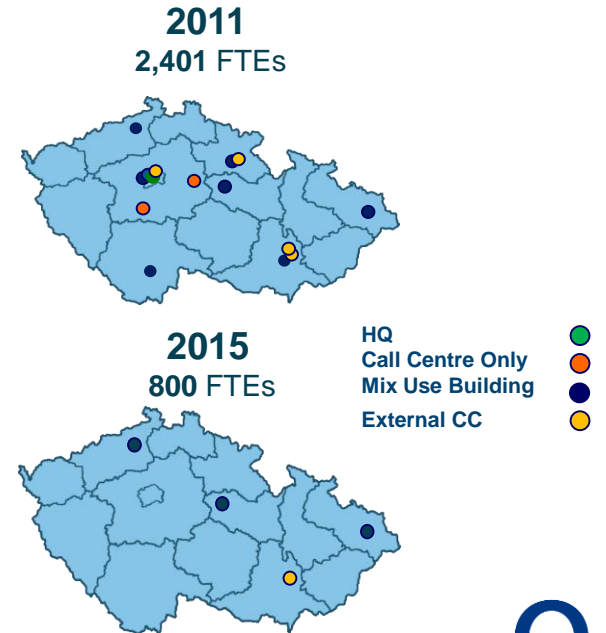 2011
2,401 FTEs
2015
800 FTEs
HQ
Call Centre Only
Mix Use Building
External CC